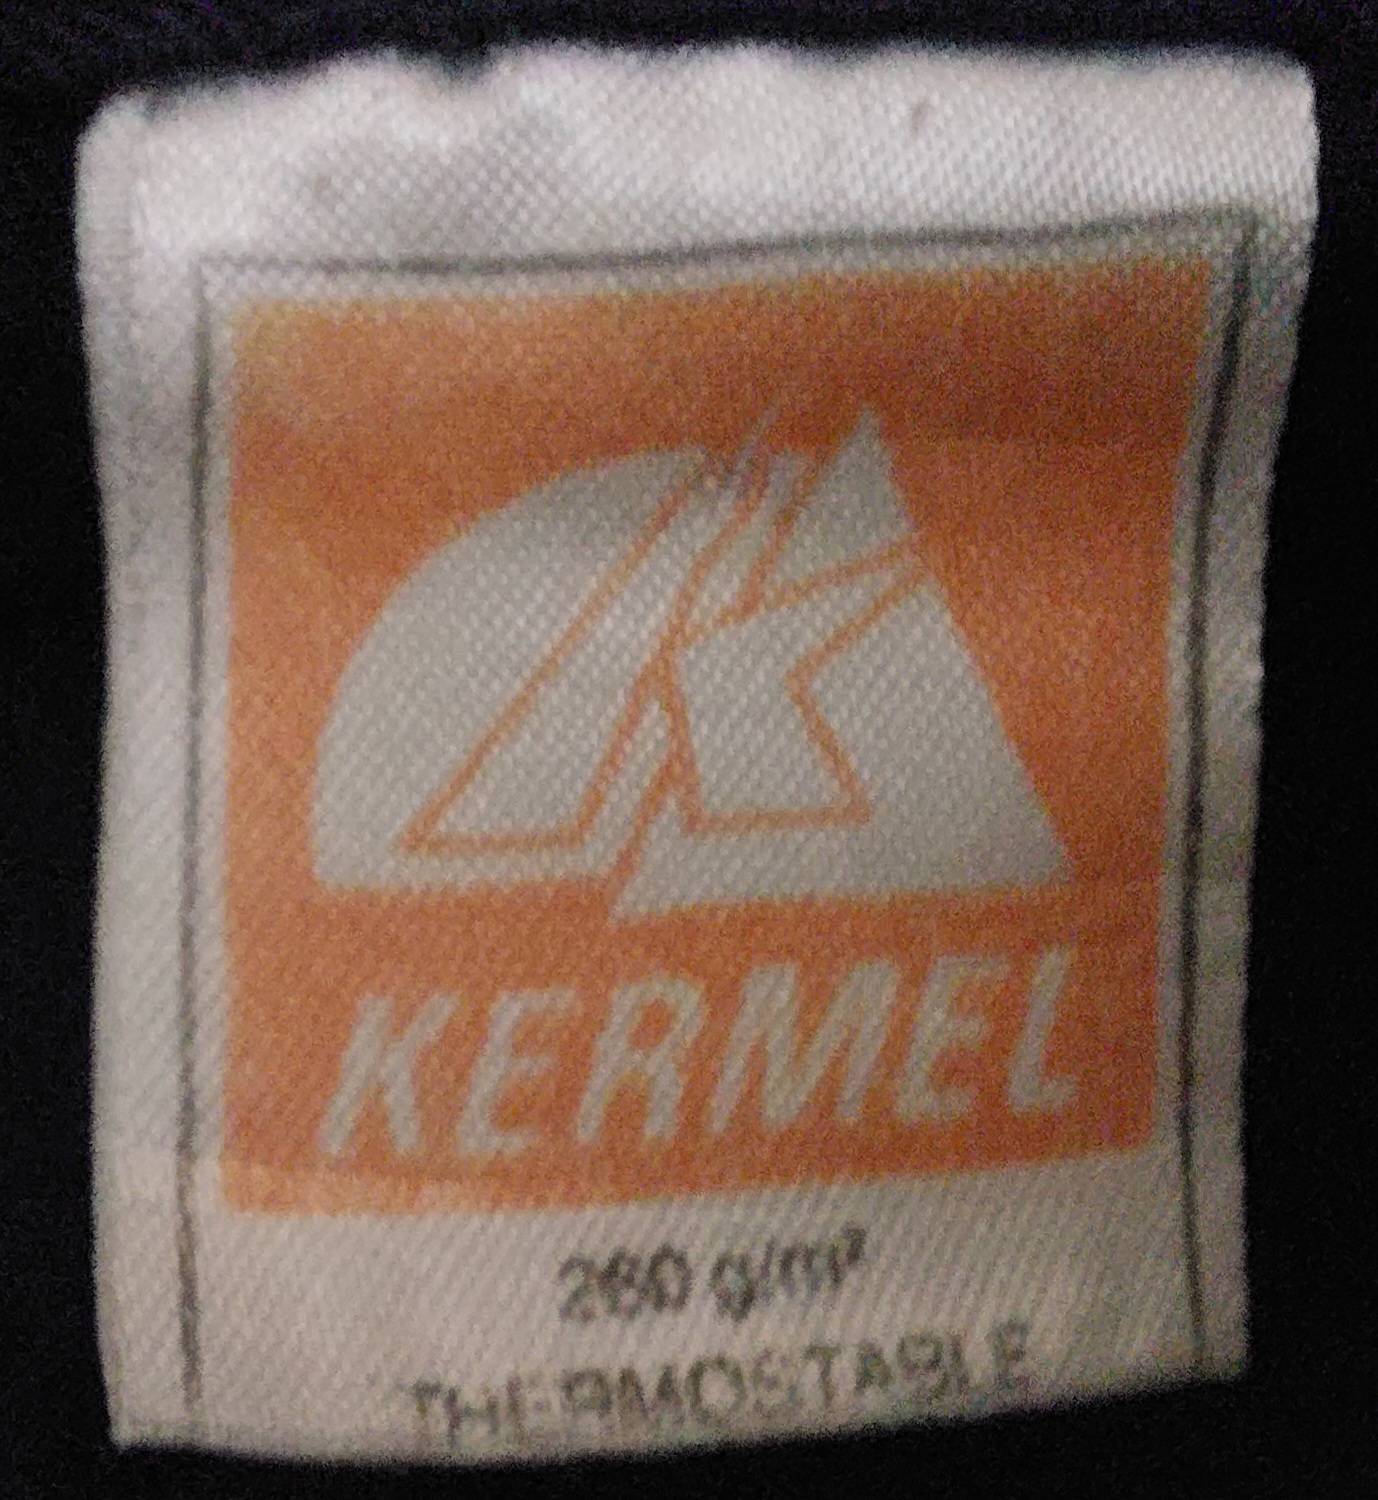 KERMEL
260 g/m²
THERMOSTABLE